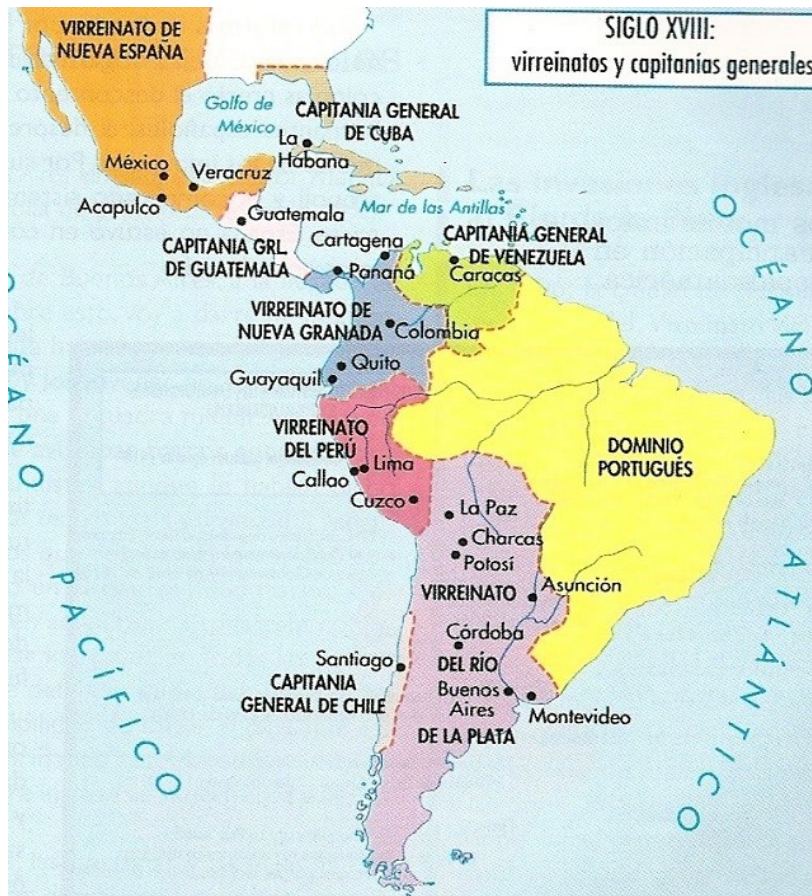 SIGLO XVIII:
virreinatos y capitanías generales
VIRREINATO DE
NUEVA ESPAÑA
Golfo de
México
CAPITANIA GENERAL
DE CUBA
La
Hábana
México
Veracruz
Acapulco
Mar de las Antillas
Guatemala
CAPITANIA GRL.
DE GUATEMALA
Cartagena
Pananá
CAPITANIA GENERAL
DE VENEZUELA
Caracas
VIRREINATO DE
NUEVA GRANADA
Colombia
Quito
Guayaquil
VIRREINATO
DEL PERÚ
Lima
Callao
Cuzco
DOMINIO
PORTUGUÉS
La Paz
Charcas
Potosí
VIRREINATO
Asunción
Córdoba
DEL RÍO
Santiago
CAPITANIA
GENERAL DE CHILE
Buenos
Aires
Montevideo
DE LA PLATA
OCÉANO
PACÍFICO
OCÉANO
ATLÁNTICO